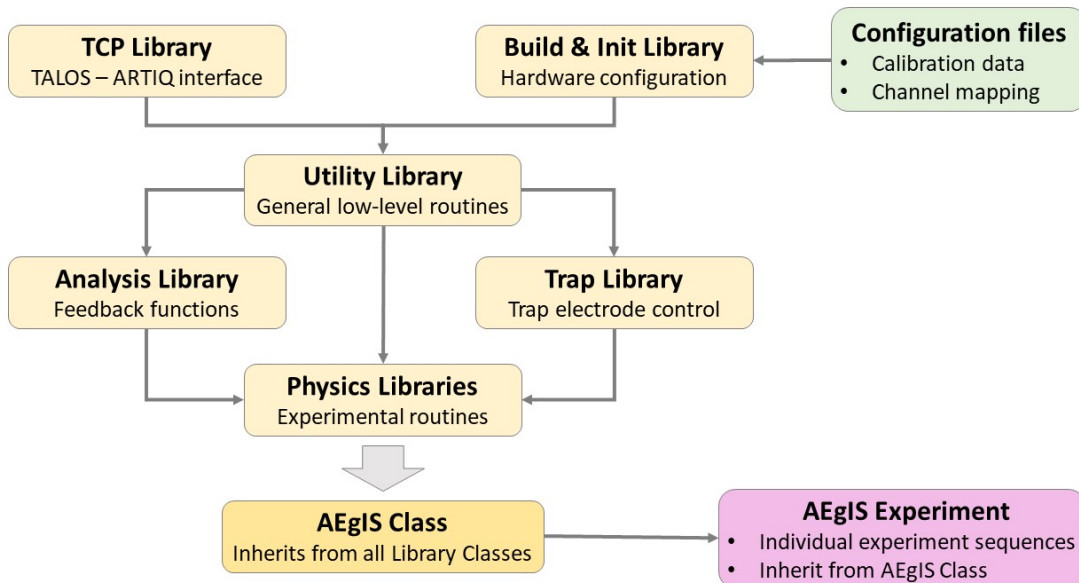 TCP Library
TALOS – ARTIQ interface
Build & Init Library
Hardware configuration
Configuration files
• Calibration data
• Channel mapping
Utility Library
General low-level routines
Analysis Library
Feedback functions
Trap Library
Trap electrode control
Physics Libraries
Experimental routines
AEgIS Class
Inherits from all Library Classes
AEgIS Experiment
• Individual experiment sequences
• Inherit from AEgIS Class